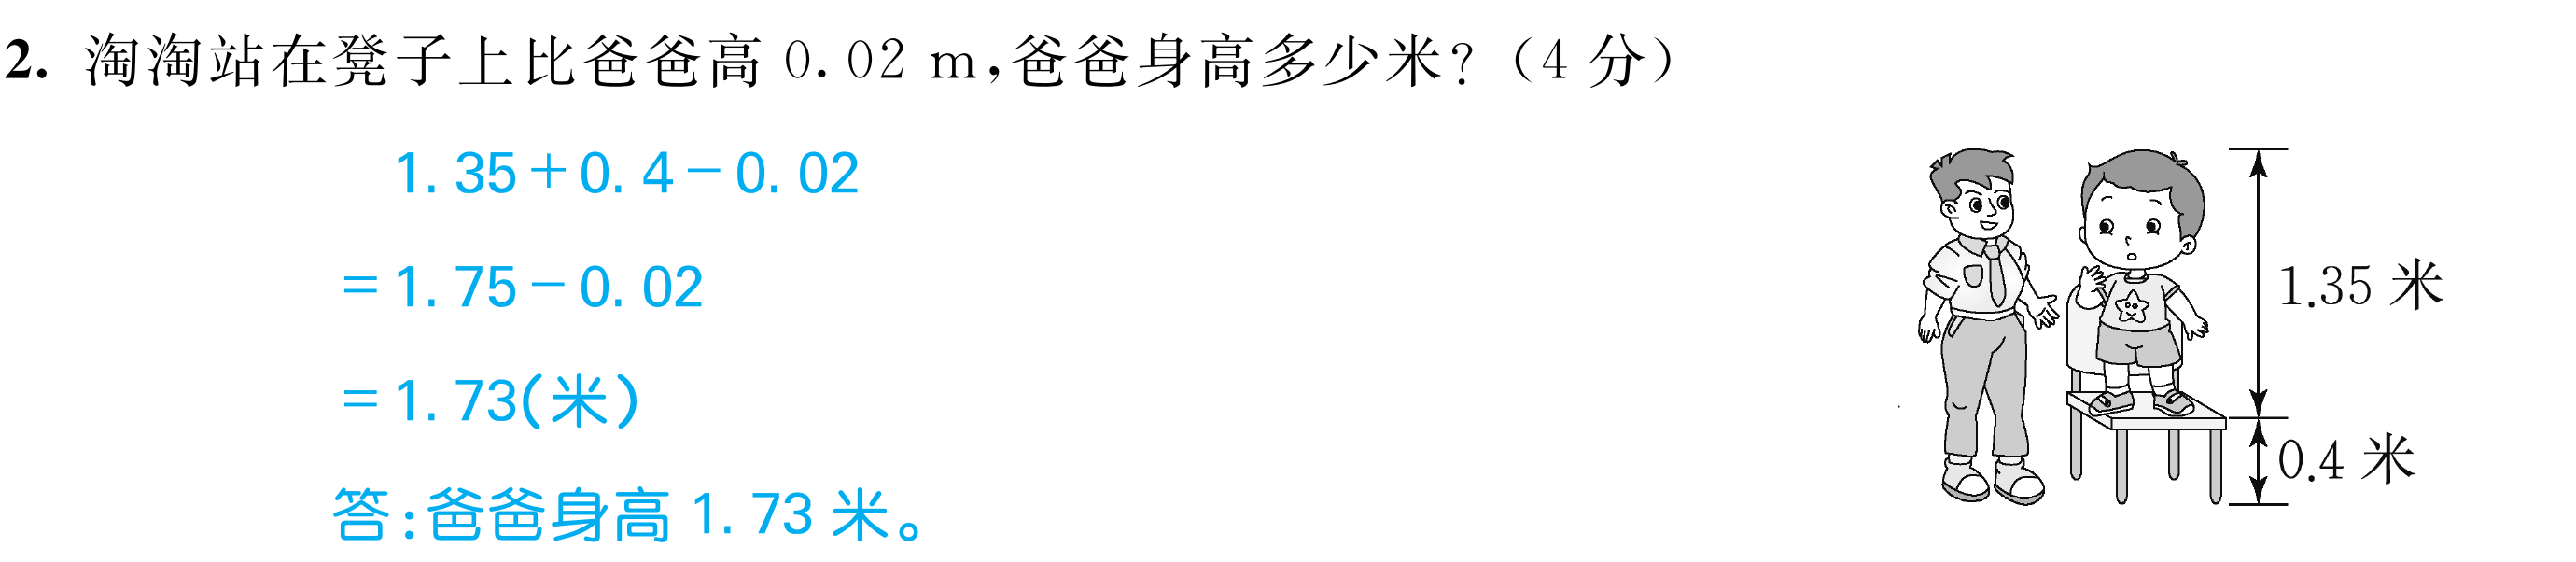 2. 淘淘站在凳子上比爸爸高 0.02 m,爸爸身高多少米?(4 分)
1.35+0.4-0.02
=1.75-0.02
=1.73(米)
答:爸爸身高 1.73 米。
1.35 米
0.4 米